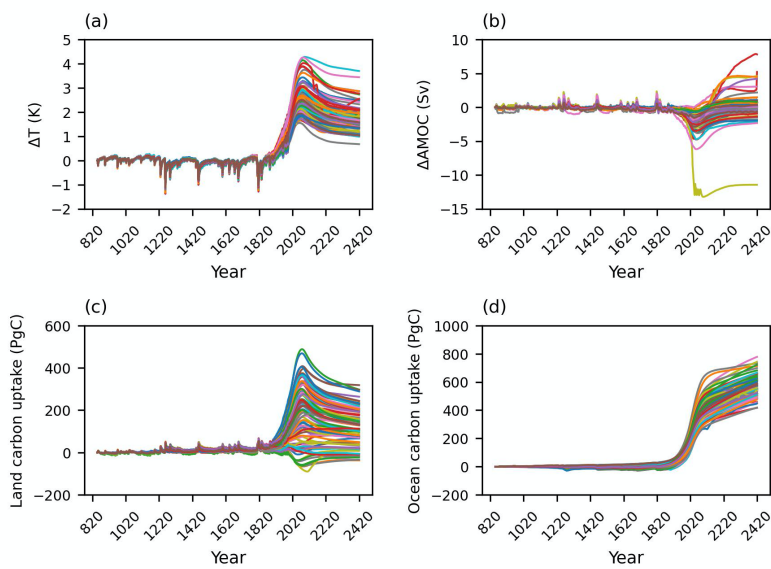 (a)
ΔT (K)
5
4
3
2
1
0
−1
−2
820 1020 1220 1420 1620 1820 2020 2220 2420
Year
(b)
ΔAMOC (Sv)
10
5
0
−5
−10
−15
820 1020 1220 1420 1620 1820 2020 2220 2420
Year
(c)
Land carbon uptake (PgC)
600
400
200
0
−200
820 1020 1220 1420 1620 1820 2020 2220 2420
Year
(d)
Ocean carbon uptake (PgC)
1000
800
600
400
200
0
−200
820 1020 1220 1420 1620 1820 2020 2220 2420
Year